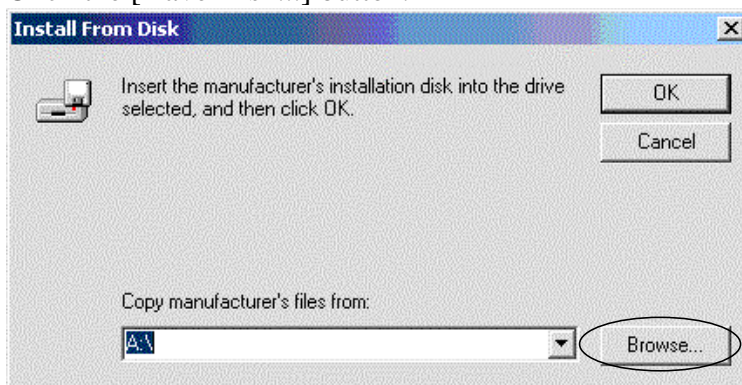 Install From Disk
Insert the manufacturer's installation disk into the drive
selected, and then click OK.
OK
Cancel
Copy manufacturer's files from:
A:\
Browse...